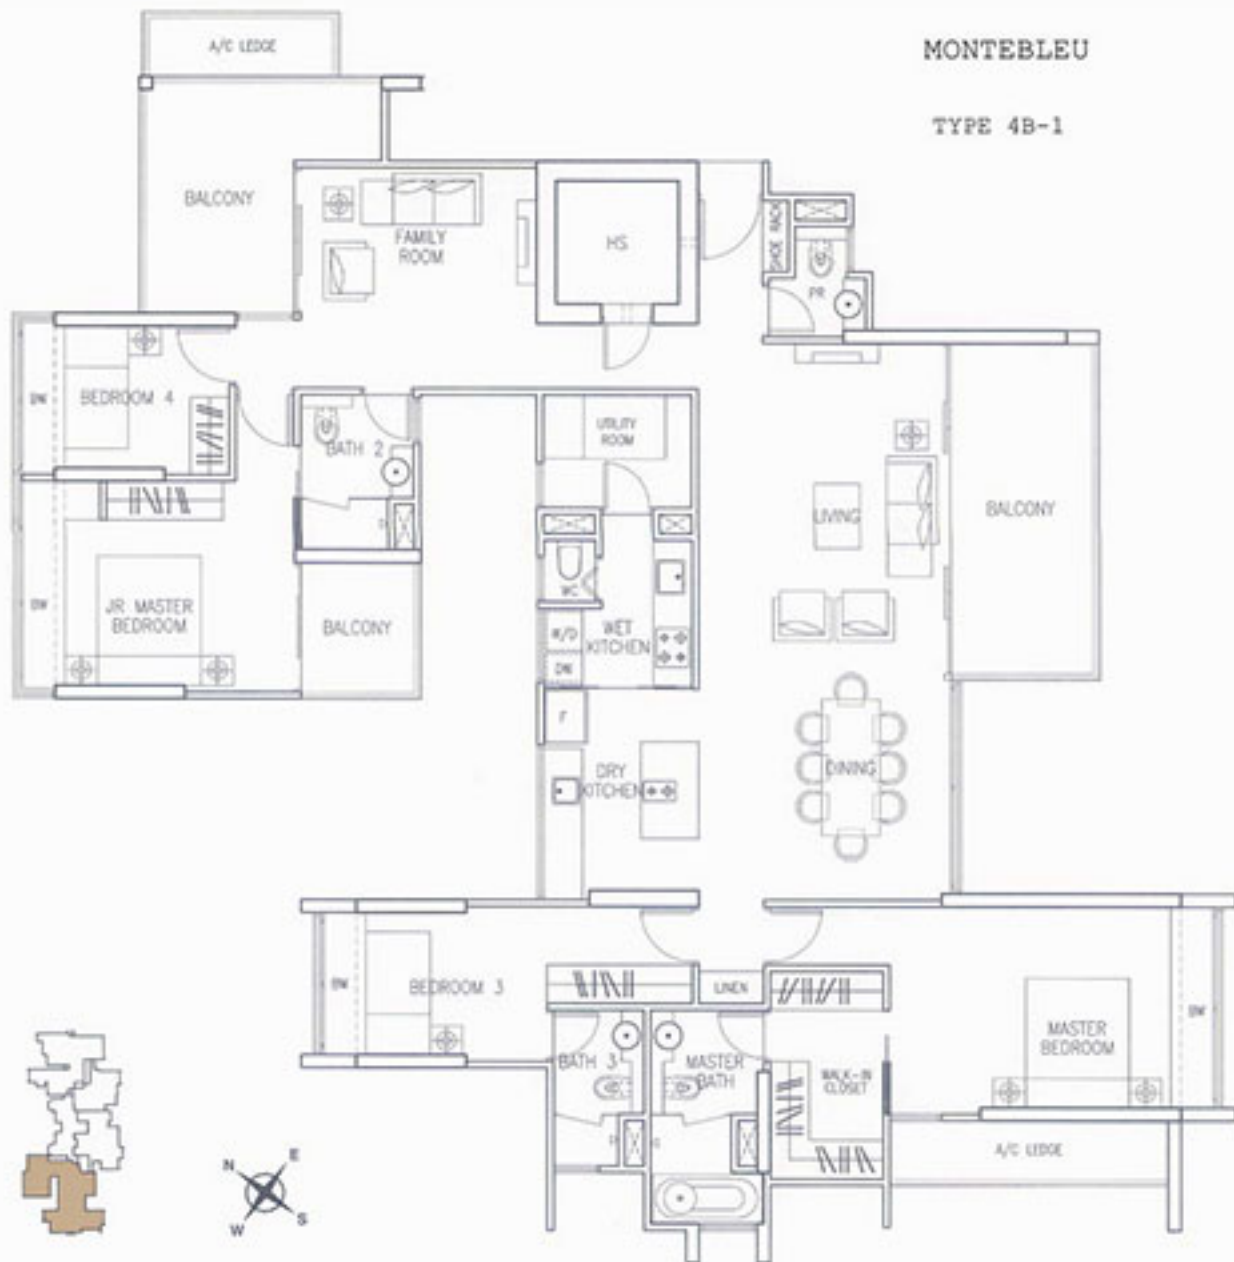 MONTEBLEU
TYPE 4B-1
A/C LEDGE
BALCONY
FAMILY
ROOM
HS
SHOE RACK
PR
BEDROOM 4
BW
BATH 2
UTILITY
ROOM
LIVING
BALCONY
BW
JR MASTER
BEDROOM
BALCONY
WC
W/D
WET
KITCHEN
DW
F
DRY
KITCHEN
DINING
BW
BEDROOM 3
LINEN
BW
MASTER
BEDROOM
BATH 3
MASTER
BATH
WALK-IN
CLOSET
A/C LEDGE
N
E
W
S